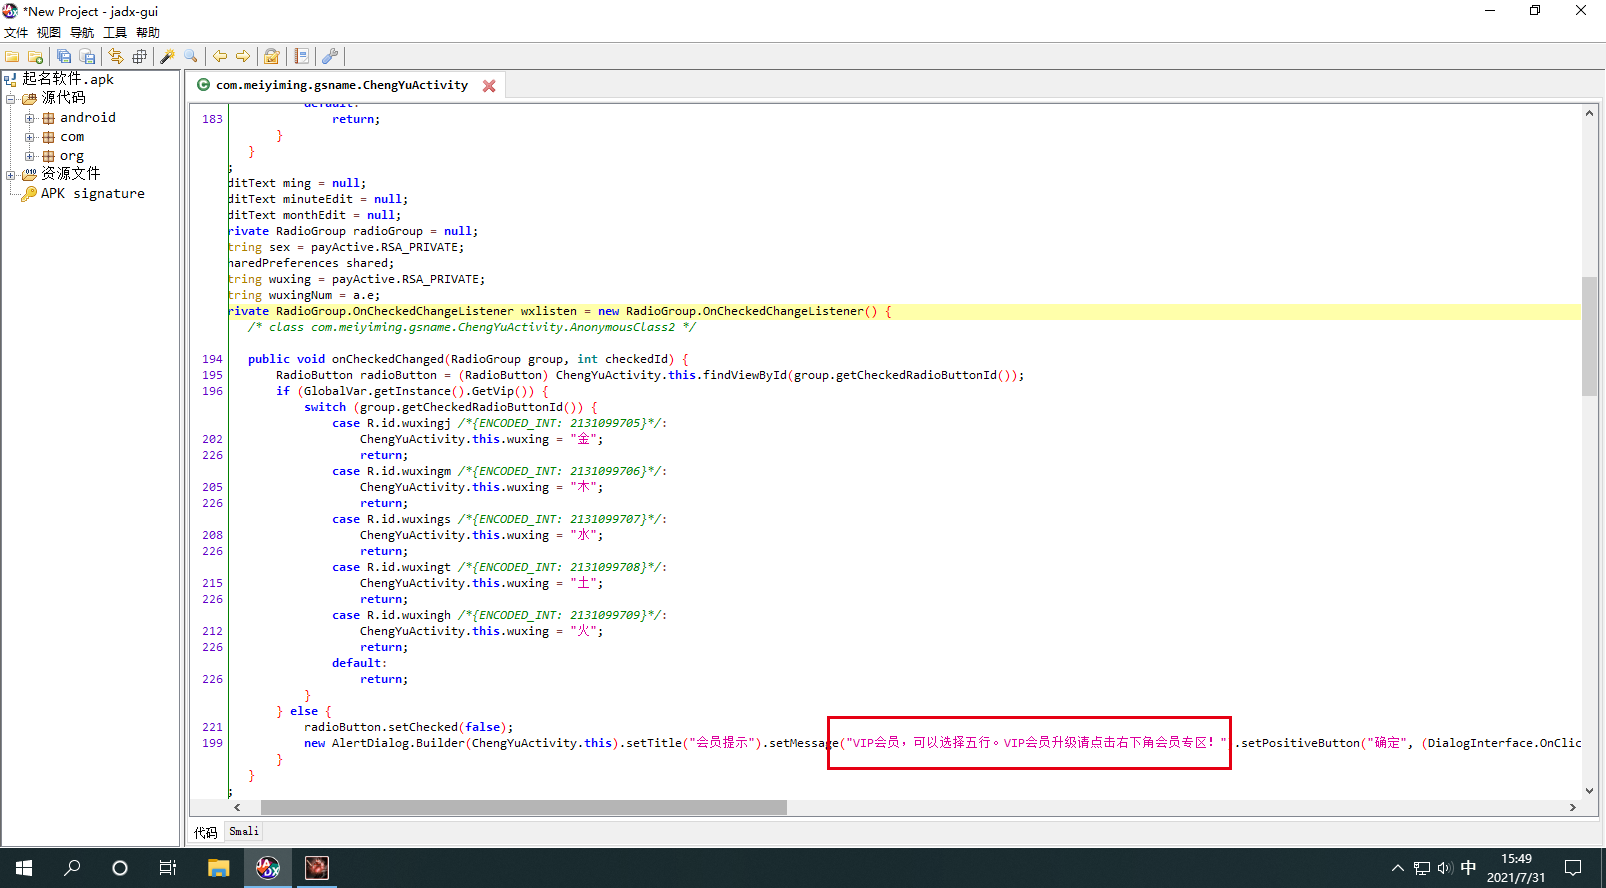 *New Project - jadx-gui
文件 视图 导航 工具 帮助
起名软件.apk
源代码
android
com
org
资源文件
APK signature
com.meiyiming.gsname.ChengYuActivity
default:
183 return;
}
}
;
ditText ming = null;
ditText minuteEdit = null;
ditText monthEdit = null;
rivate RadioGroup radioGroup = null;
tring sex = payActive.RSA_PRIVATE;
haredPreferences shared;
tring wuxing = payActive.RSA_PRIVATE;
tring wuxingNum = a.e;
rivate RadioGroup.OnCheckedChangeListener wxlisten = new RadioGroup.OnCheckedChangeListener() {
/* class com.meiyiming.gsname.ChengYuActivity.AnonymousClass2 */
194 public void onCheckedChanged(RadioGroup group, int checkedId) {
195 RadioButton radioButton = (RadioButton) ChengYuActivity.this.findViewById(group.getCheckedRadioButtonId());
196 if (GlobalVar.getInstance().GetVip()) {
switch (group.getCheckedRadioButtonId()) {
case R.id.wuxingj /*{ENCODED_INT: 2131099705}*/:
202 ChengYuActivity.this.wuxing = "金";
226 return;
case R.id.wuxingm /*{ENCODED_INT: 2131099706}*/:
205 ChengYuActivity.this.wuxing = "木";
226 return;
case R.id.wuxings /*{ENCODED_INT: 2131099707}*/:
208 ChengYuActivity.this.wuxing = "水";
226 return;
case R.id.wuxingt /*{ENCODED_INT: 2131099708}*/:
215 ChengYuActivity.this.wuxing = "土";
226 return;
case R.id.wuxingh /*{ENCODED_INT: 2131099709}*/:
212 ChengYuActivity.this.wuxing = "火";
226 return;
default:
226 return;
}
} else {
221 radioButton.setChecked(false);
199 new AlertDialog.Builder(ChengYuActivity.this).setTitle("会员提示").setMessage("VIP会员，可以选择五行。VIP会员升级请点击右下角会员专区！" .setPositiveButton("确定", (DialogInterface.OnClic
}
}
;
代码 Smali
中
15:49
2021/7/31